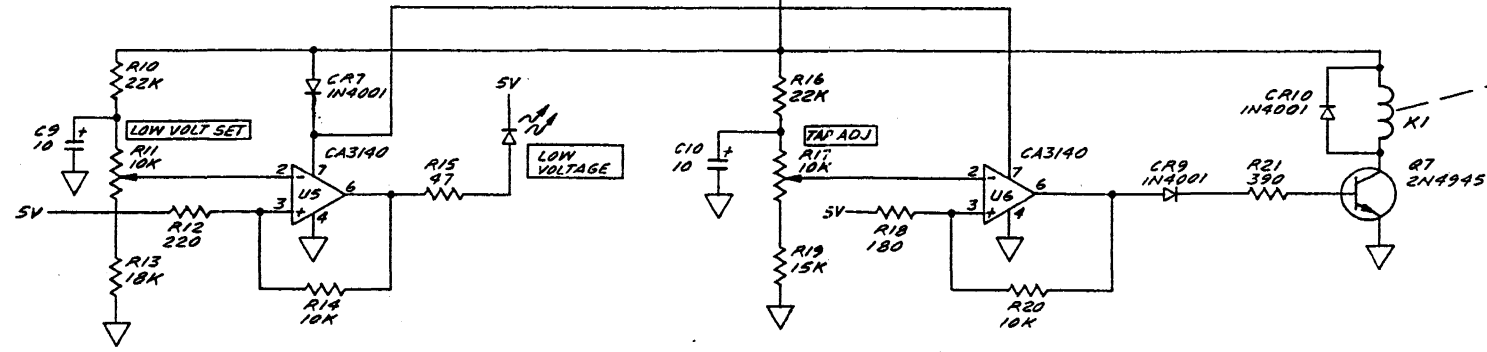 R10
22K
CR7
1N4001
5V
R16
22K
CR10
1N4001
K1
C9
10
+
LOW VOLT SET
R11
10K
CA3140
R15
47
LOW
VOLTAGE
C10
10
+
TAP ADJ
R17
10K
CA3140
CR9
1N4001
R21
390
Q7
2N4945
2
-
7
U5
6
3
+
4
5V
R12
220
2
-
7
U6
6
3
+
4
5V
R18
180
R13
18K
R14
10K
R19
15K
R20
10K